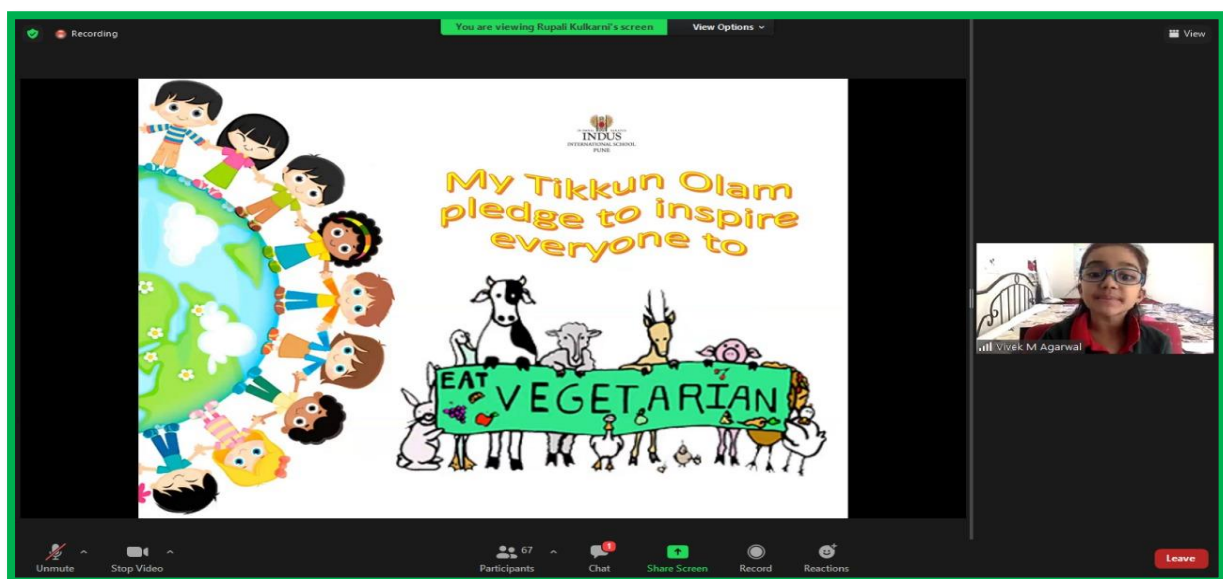 Recording
You are viewing Rupali Kulkarni's screen
View Options
View
INDUS
INTERNATIONAL SCHOOL
PUNE
My Tikkun Olam
pledge to inspire
everyone to
EAT
VEGETARIAN
Vivek M Agarwal
Unmute
Stop Video
67
Participants
1
Chat
Share Screen
Record
Reactions
Leave